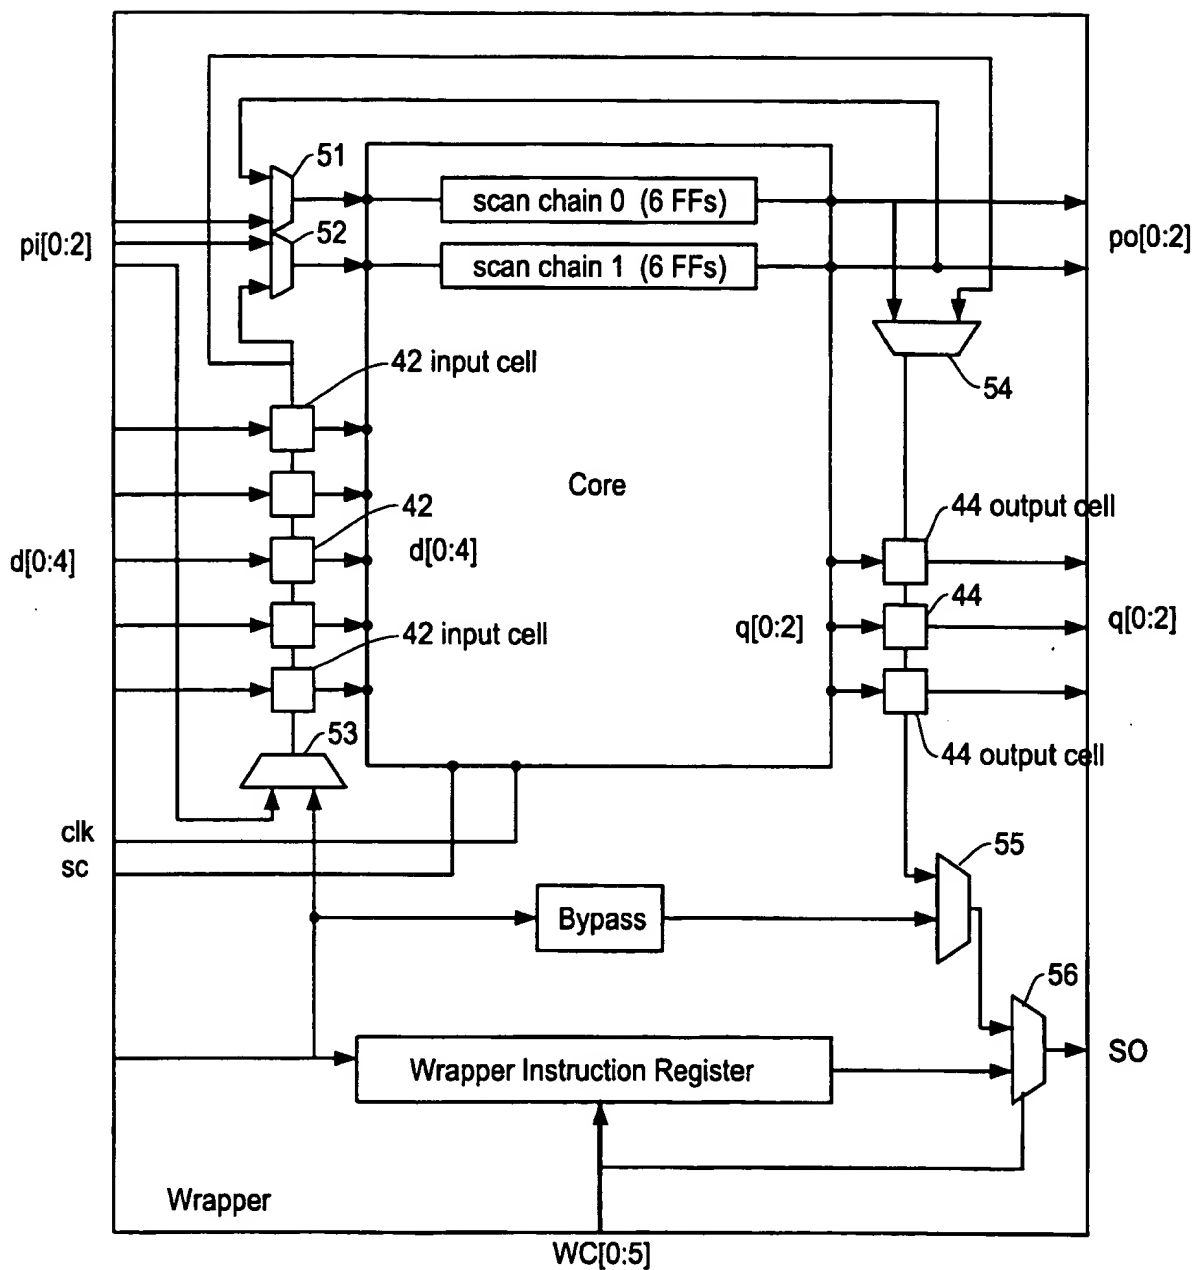 51
scan chain 0 (6 FFs)
52
pi[0:2]
po[0:2]
scan chain 1 (6 FFs)
42 input cell
54
Core
42
44 output cell
d[0:4]
d[0:4]
44
q[0:2]
q[0:2]
42 input cell
53
44 output cell
clk
sc
55
Bypass
56
SO
Wrapper Instruction Register
Wrapper
WC[0:5]